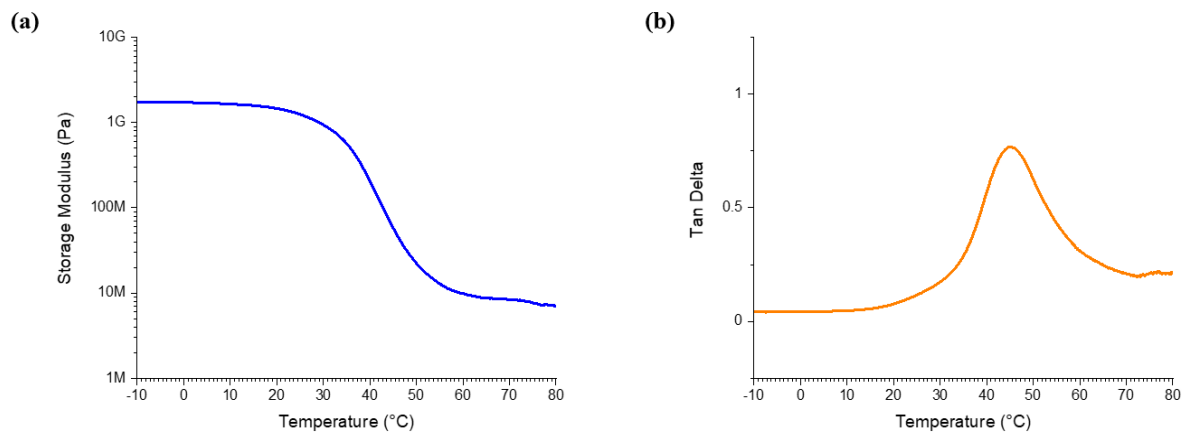 (a)
10G
1G
100M
10M
1M
Storage Modulus (Pa)
-10 0 10 20 30 40 50 60 70 80
Temperature (°C)
(b)
1
0.5
0
Tan Delta
-10 0 10 20 30 40 50 60 70 80
Temperature (°C)